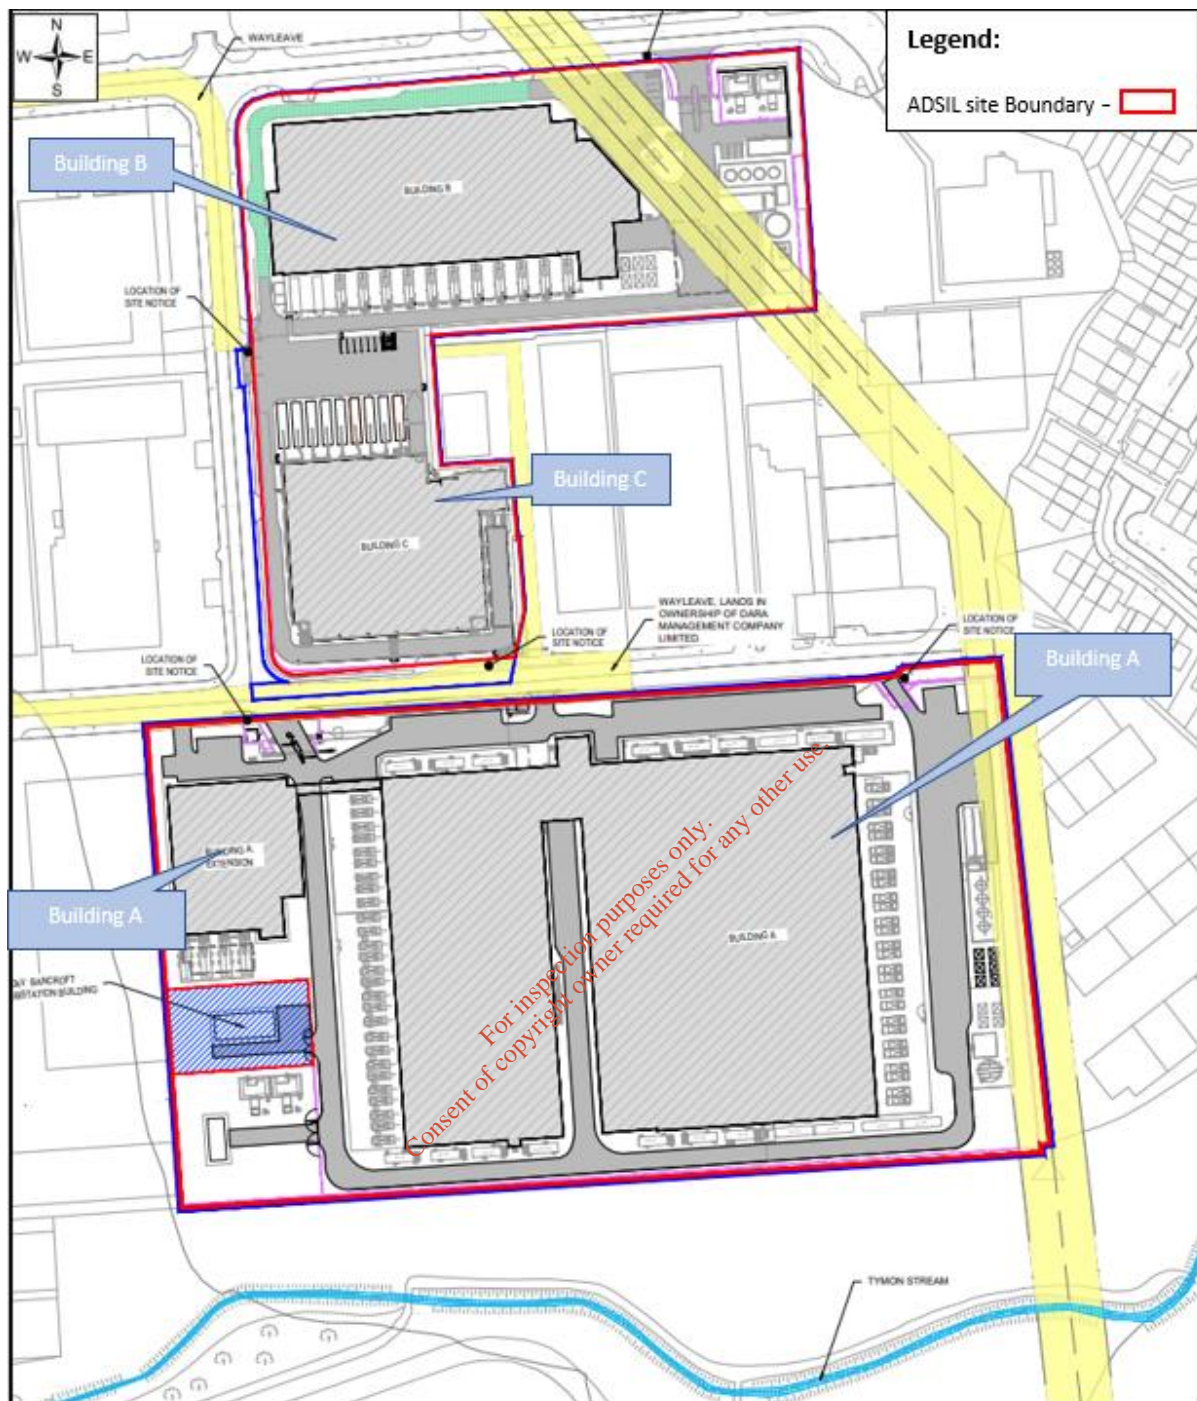 N
W E
S
WAYLEAVE
Legend:
ADSIL site Boundary -
Building B
BUILDING B
LOCATION OF
SITE NOTICE
Building C
BUILDING C
WAYLEAVE, LANDS IN
OWNERSHIP OF DARA
MANAGEMENT COMPANY
LIMITED
LOCATION OF
SITE NOTICE
LOCATION OF
SITE NOTICE
LOCATION OF
SITE NOTICE
Building A
BUILDING A
EXTENSION
Building A
BUILDING A
BANCROFT
BUILDING
For inspection purposes only.
Consent of copyright owner required for any other use.
TYMON STREAM